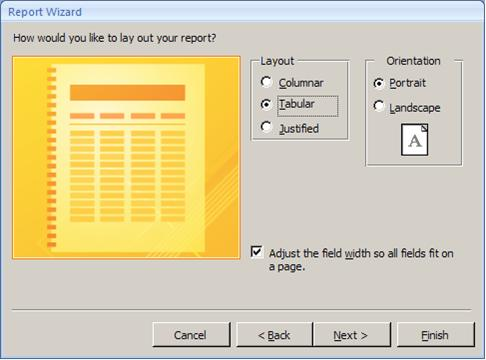 Report Wizard
How would you like to lay out your report?
Layout
Columnar
Tabular
Justified
Orientation
Portrait
Landscape
A
Adjust the field width so all fields fit on
a page.
Cancel
< Back
Next >
Finish